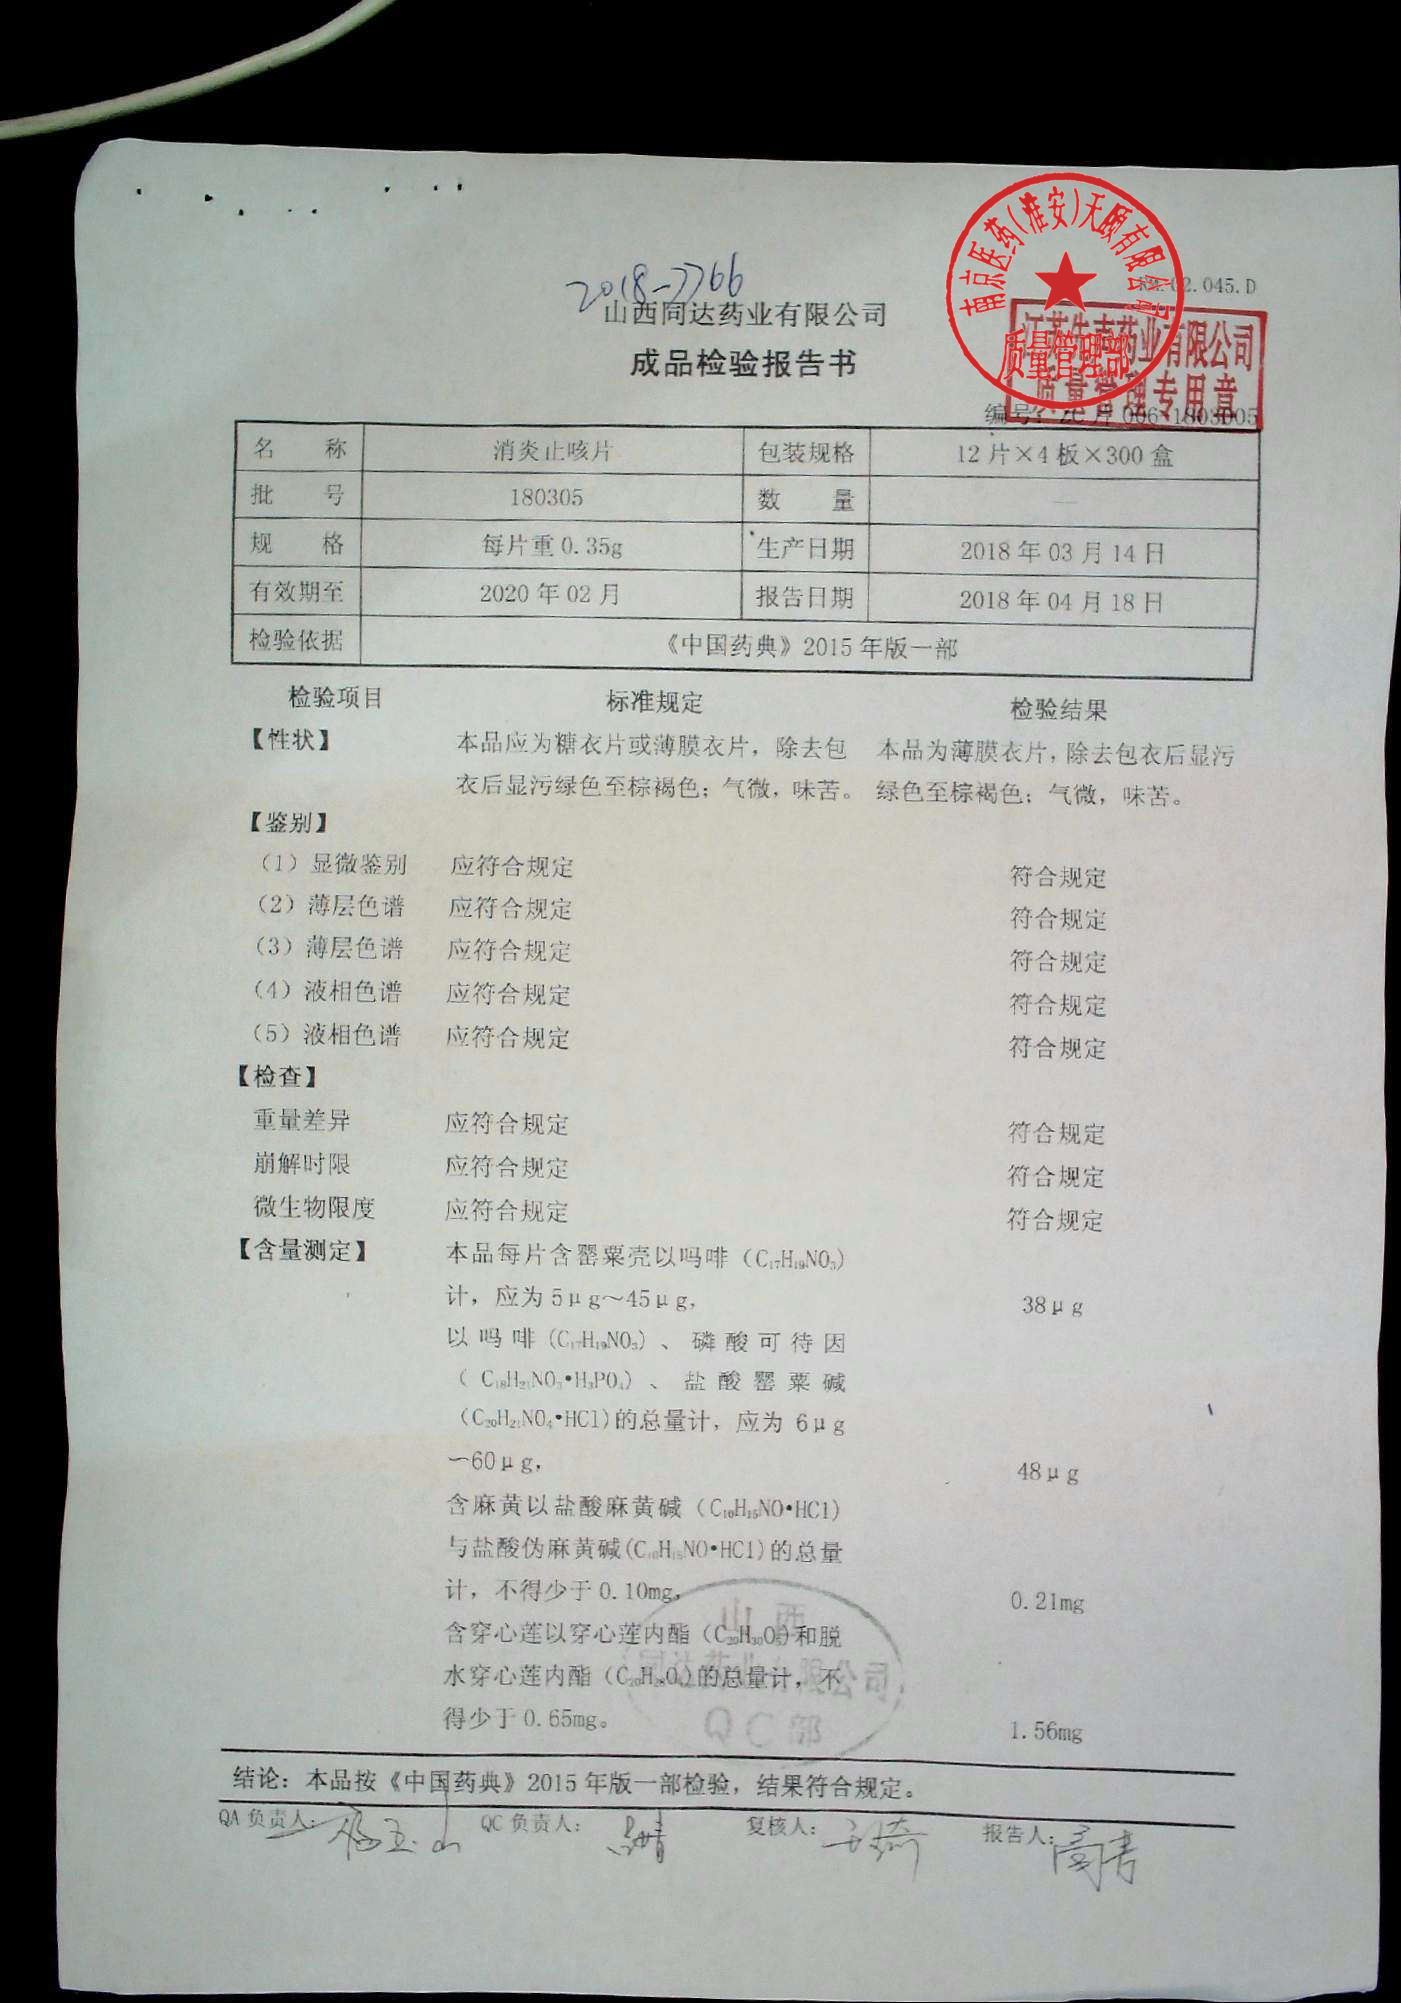 2018-7766
南京医药(淮安)天颐有限公司
质量管理部
02.045.D
山西同达药业有限公司
药业有限公司
质量管理专用章
成品检验报告书
编号: ZC片006-1803005
名 称 消炎止咳片 包装规格 12片×4板×300盒
批 号 180305 数 量 —
规 格 每片重0.35g 生产日期 2018年03月14日
有效期至 2020年02月 报告日期 2018年04月18日
检验依据 《中国药典》2015年版一部
检验项目 标准规定 检验结果
【性状】 本品应为糖衣片或薄膜衣片，除去包 本品为薄膜衣片，除去包衣后显污
衣后显污绿色至棕褐色；气微，味苦。 绿色至棕褐色；气微，味苦。
【鉴别】
（1）显微鉴别 应符合规定 符合规定
（2）薄层色谱 应符合规定 符合规定
（3）薄层色谱 应符合规定 符合规定
（4）液相色谱 应符合规定 符合规定
（5）液相色谱 应符合规定 符合规定
【检查】
重量差异 应符合规定 符合规定
崩解时限 应符合规定 符合规定
微生物限度 应符合规定 符合规定
【含量测定】 本品每片含罂粟壳以吗啡（C₁₇H₁₉NO₃）
计，应为5μg～45μg， 38μg
以吗啡（C₁₇H₁₉NO₃）、磷酸可待因
（C₁₈H₂₁NO₃•H₃PO₄）、盐酸罂粟碱
（C₂₀H₂₁NO₄•HCl)的总量计，应为 6μg
～60μg， 48μg
含麻黄以盐酸麻黄碱（C₁₀H₁₅NO•HCl)
与盐酸伪麻黄碱(C₁₀H₁₅NO•HCl)的总量
计，不得少于0.10mg， 0.21mg
含穿心莲以穿心莲内酯（C₂₀H₃₀O₅）和脱
水穿心莲内酯（C₂₀H₂₈O₄）的总量计，不
得少于0.65mg。 1.56mg
山西
公司
QC部
结论：本品按《中国药典》2015年版一部检验，结果符合规定。
QA负责人: 杨玉山 QC负责人: 复核人: 王琦 报告人: